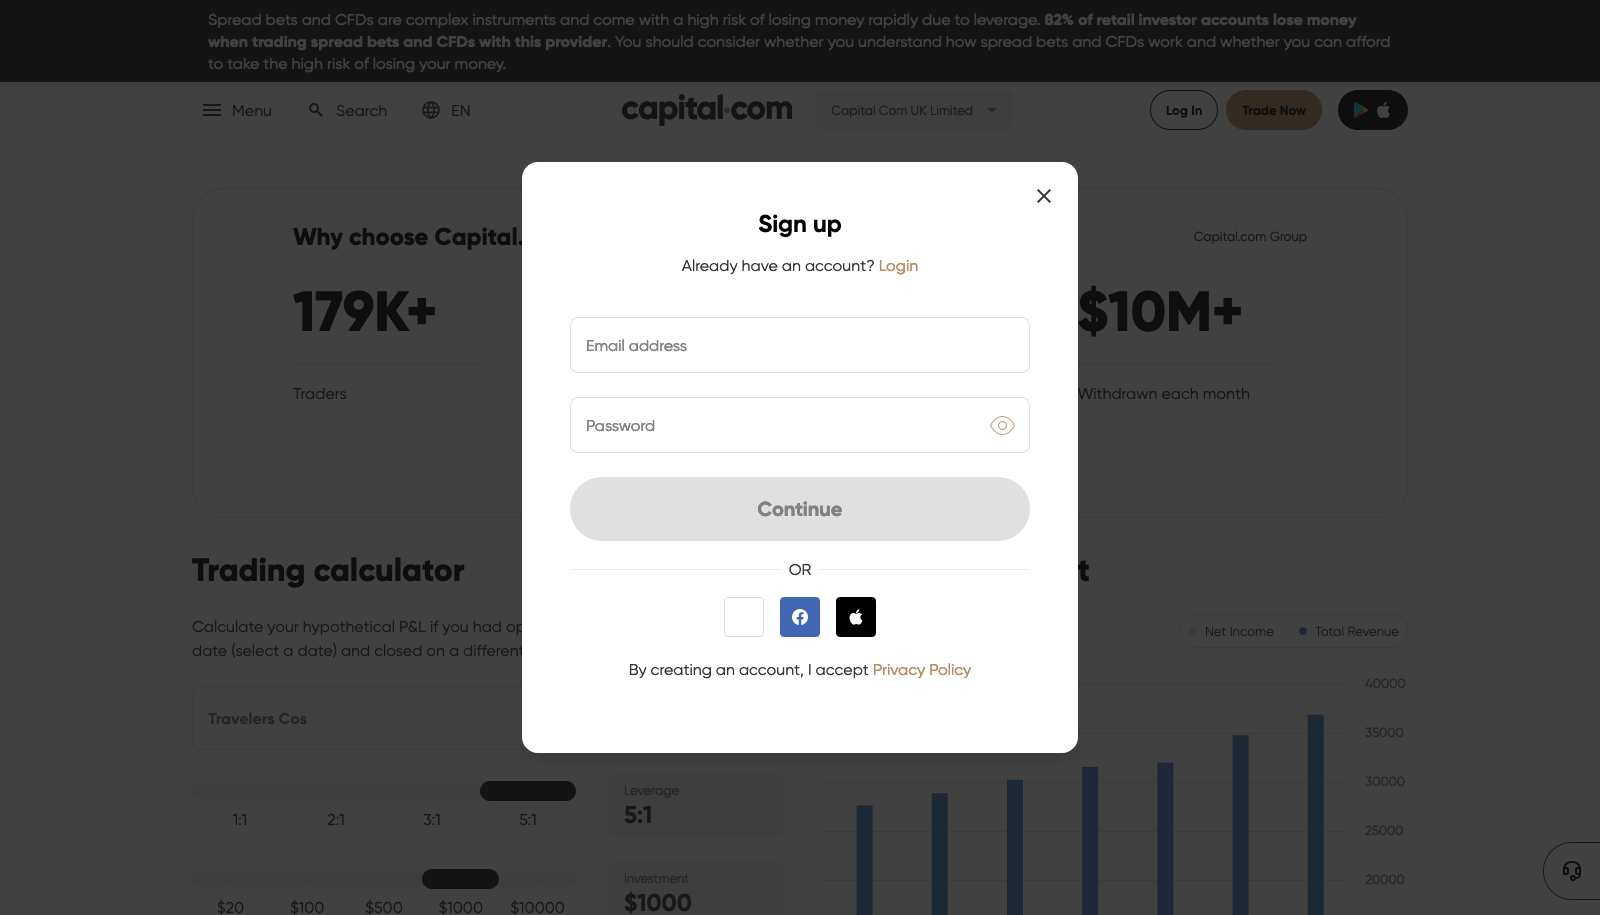 Spread bets and CFDs are complex instruments and come with a high risk of losing money rapidly due to leverage. 82% of retail investor accounts lose money
when trading spread bets and CFDs with this provider. You should consider whether you understand how spread bets and CFDs work and whether you can afford
to take the high risk of losing your money.
Menu Search EN capital.com Capital Com UK Limited Log In Trade Now
Sign up
Already have an account? Login
Email address
Password
Continue
OR
By creating an account, I accept Privacy Policy
Why choose Capital.
Capital.com Group
179K+
$10M+
Traders
Withdrawn each month
Trading calculator
Calculate your hypothetical P&L if you had
date (select a date) and closed on a different
Travelers Cos
1:1 2:1 3:1 5:1
Leverage
5:1
Investment
$1000
$20 $100 $500 $1000 $10000
Net Income Total Revenue
40000
35000
30000
25000
20000